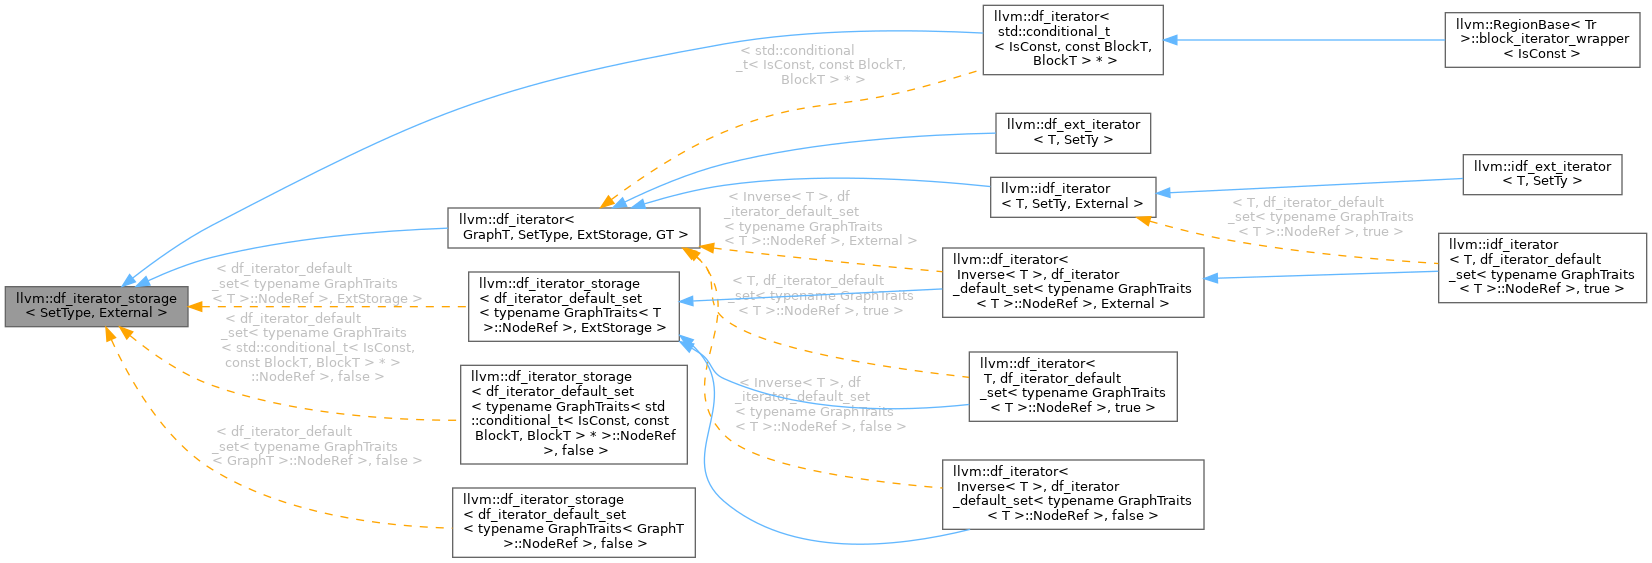 llvm::df_iterator_storage
< SetType, External >
llvm::df_iterator<
GraphT, SetType, ExtStorage, GT >
llvm::df_iterator_storage
< df_iterator_default_set
< typename GraphTraits< T
>::NodeRef >, ExtStorage >
llvm::df_iterator_storage
< df_iterator_default_set
< typename GraphTraits< std
::conditional_t< IsConst, const
BlockT, BlockT > * >::NodeRef
>, false >
llvm::df_iterator_storage
< df_iterator_default_set
< typename GraphTraits< GraphT
>::NodeRef >, false >
< df_iterator_default
_set< typename GraphTraits
< T >::NodeRef >, ExtStorage >
< df_iterator_default
_set< typename GraphTraits
< std::conditional_t< IsConst,
const BlockT, BlockT > * >
::NodeRef >, false >
< df_iterator_default
_set< typename GraphTraits
< GraphT >::NodeRef >, false >
< std::conditional
_t< IsConst, const BlockT,
BlockT > * >
< Inverse< T >, df
_iterator_default_set
< typename GraphTraits
< T >::NodeRef >, External >
< T, df_iterator_default
_set< typename GraphTraits
< T >::NodeRef >, true >
< Inverse< T >, df
_iterator_default_set
< typename GraphTraits
< T >::NodeRef >, false >
llvm::df_iterator<
std::conditional_t
< IsConst, const BlockT,
BlockT > * >
llvm::df_ext_iterator
< T, SetTy >
llvm::idf_iterator
< T, SetTy, External >
llvm::df_iterator<
Inverse< T >, df_iterator
_default_set< typename GraphTraits
< T >::NodeRef >, External >
llvm::df_iterator<
T, df_iterator_default
_set< typename GraphTraits
< T >::NodeRef >, true >
llvm::df_iterator<
Inverse< T >, df_iterator
_default_set< typename GraphTraits
< T >::NodeRef >, false >
llvm::RegionBase< Tr
>::block_iterator_wrapper
< IsConst >
llvm::idf_ext_iterator
< T, SetTy >
< T, df_iterator_default
_set< typename GraphTraits
< T >::NodeRef >, true >
llvm::idf_iterator
< T, df_iterator_default
_set< typename GraphTraits
< T >::NodeRef >, true >